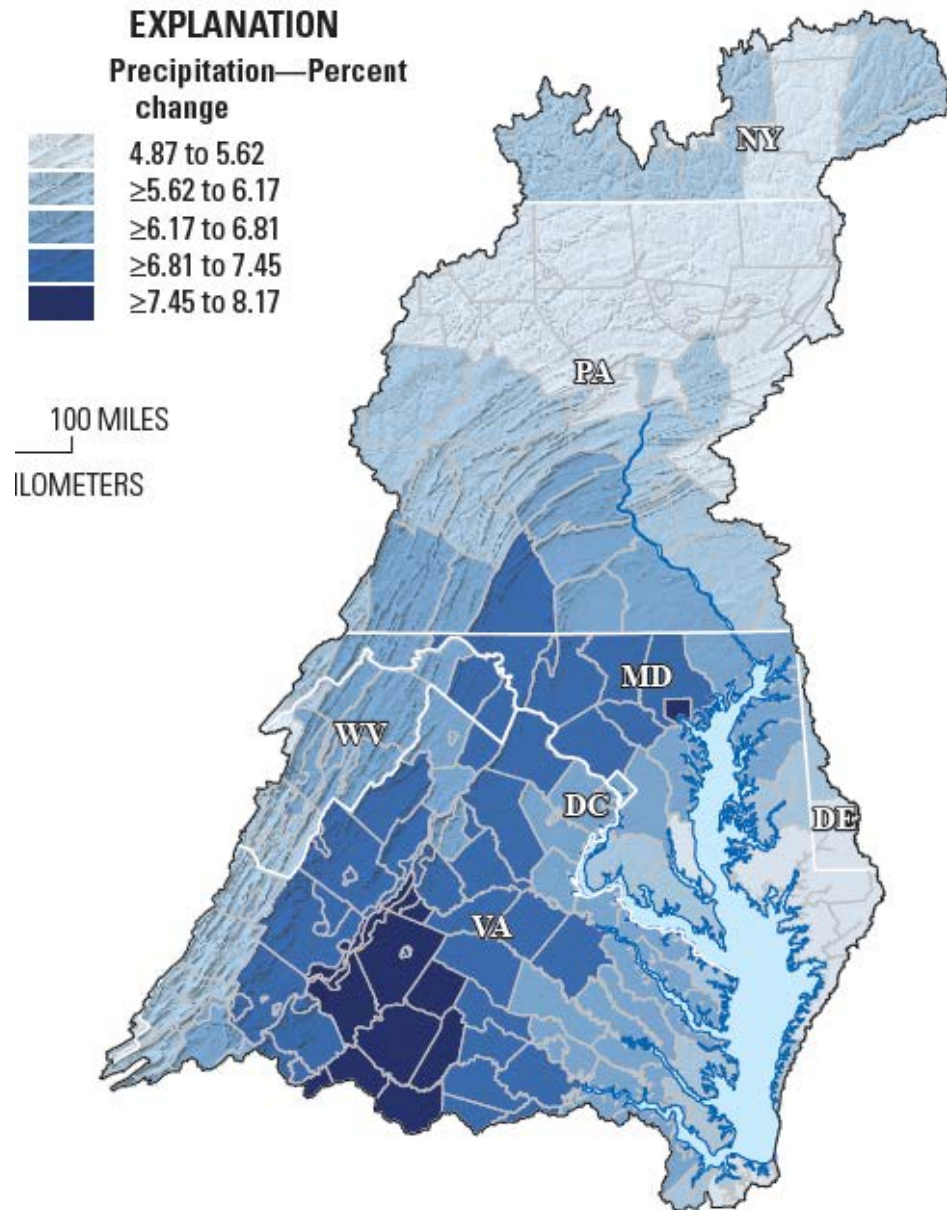 EXPLANATION
Precipitation—Percent
change
4.87 to 5.62
≥5.62 to 6.17
≥6.17 to 6.81
≥6.81 to 7.45
≥7.45 to 8.17
100 MILES
ILOMETERS
NY
PA
MD
WV
DC
DE
VA